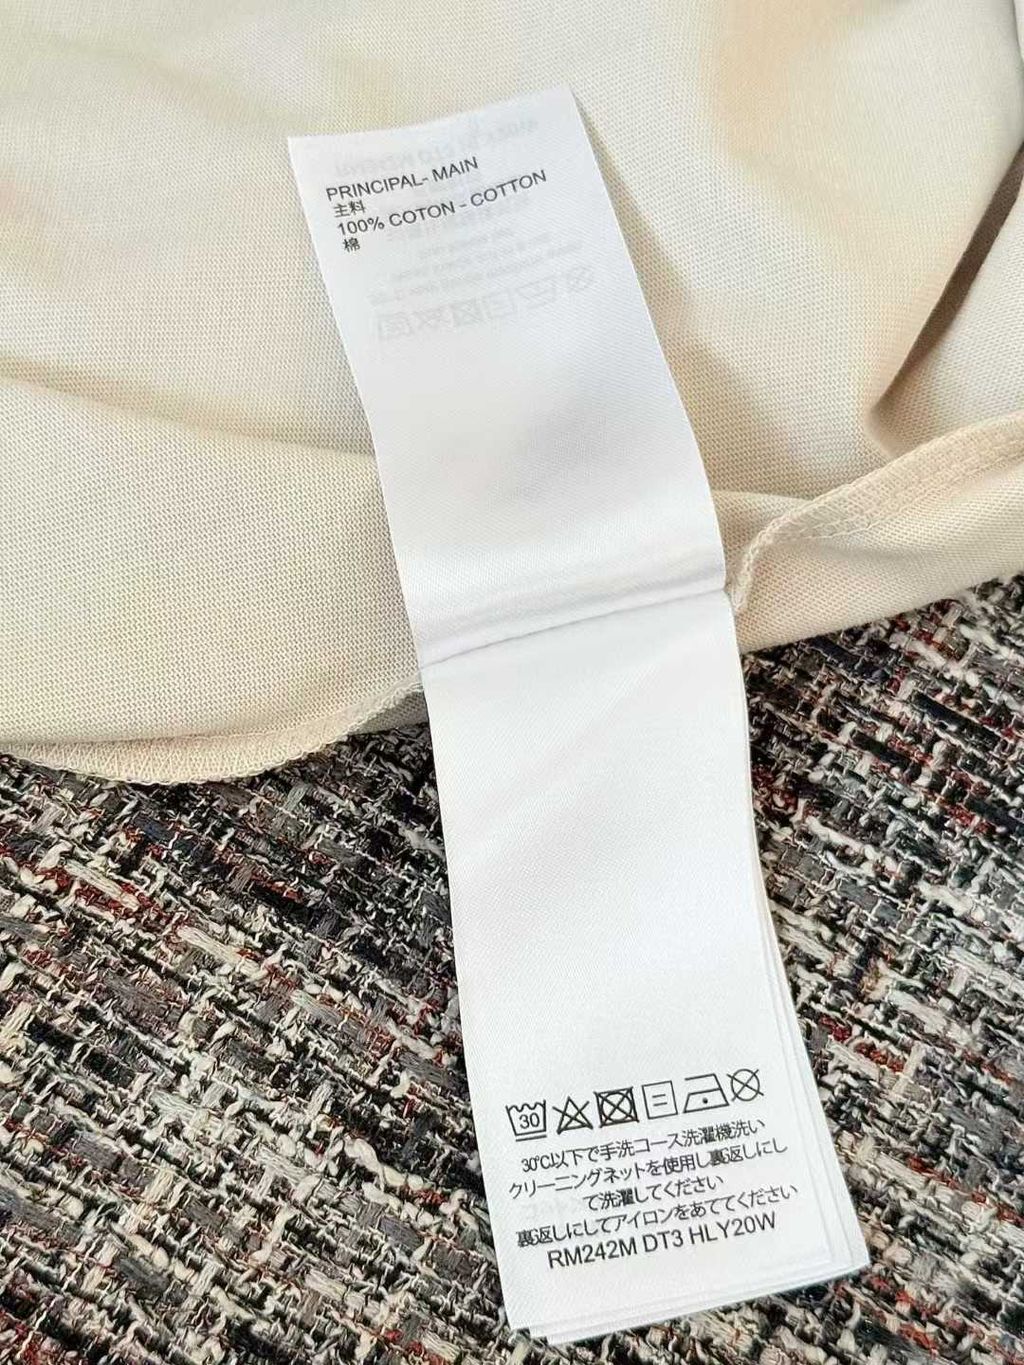 PRINCIPAL- MAIN
主料
100% COTON - COTTON
棉
30
30℃以下で手洗コース洗濯機洗い
クリーニングネットを使用し裏返しにし
て洗濯してください
裏返しにしてアイロンをあててください
RM242M DT3 HLY20W